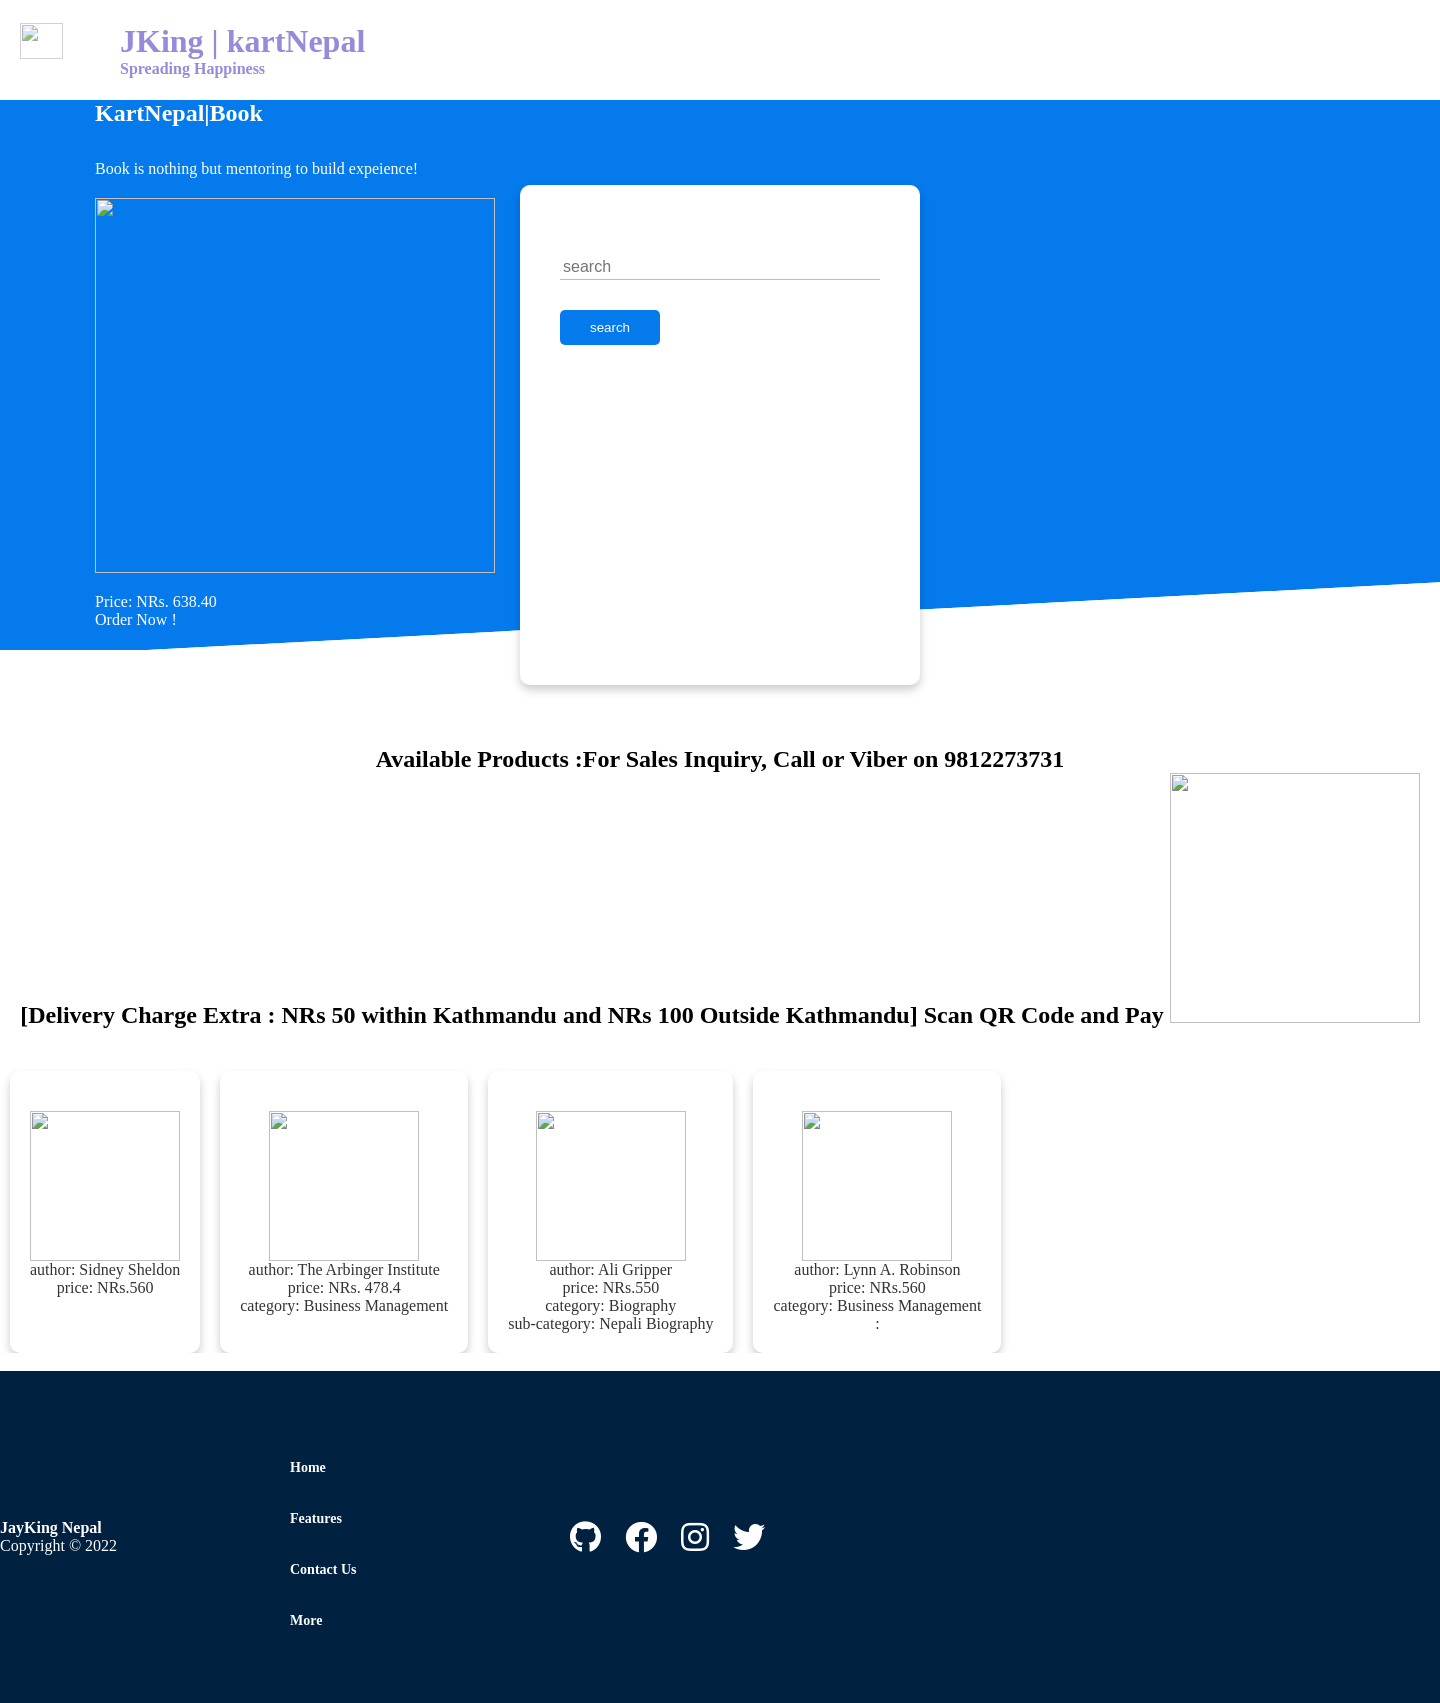 JKing | kartNepal
Spreading Happiness
KartNepal|Book
Book is nothing but mentoring to build expeience!
search
search
Price: NRs. 638.40
Order Now !
Available Products :For Sales Inquiry, Call or Viber on 9812273731
[Delivery Charge Extra : NRs 50 within Kathmandu and NRs 100 Outside Kathmandu] Scan QR Code and Pay
author: Sidney Sheldon
price: NRs.560
author: The Arbinger Institute
price: NRs. 478.4
category: Business Management
author: Ali Gripper
price: NRs.550
category: Biography
sub-category: Nepali Biography
author: Lynn A. Robinson
price: NRs.560
category: Business Management
:
JayKing Nepal
Copyright © 2022
Home
Features
Contact Us
More